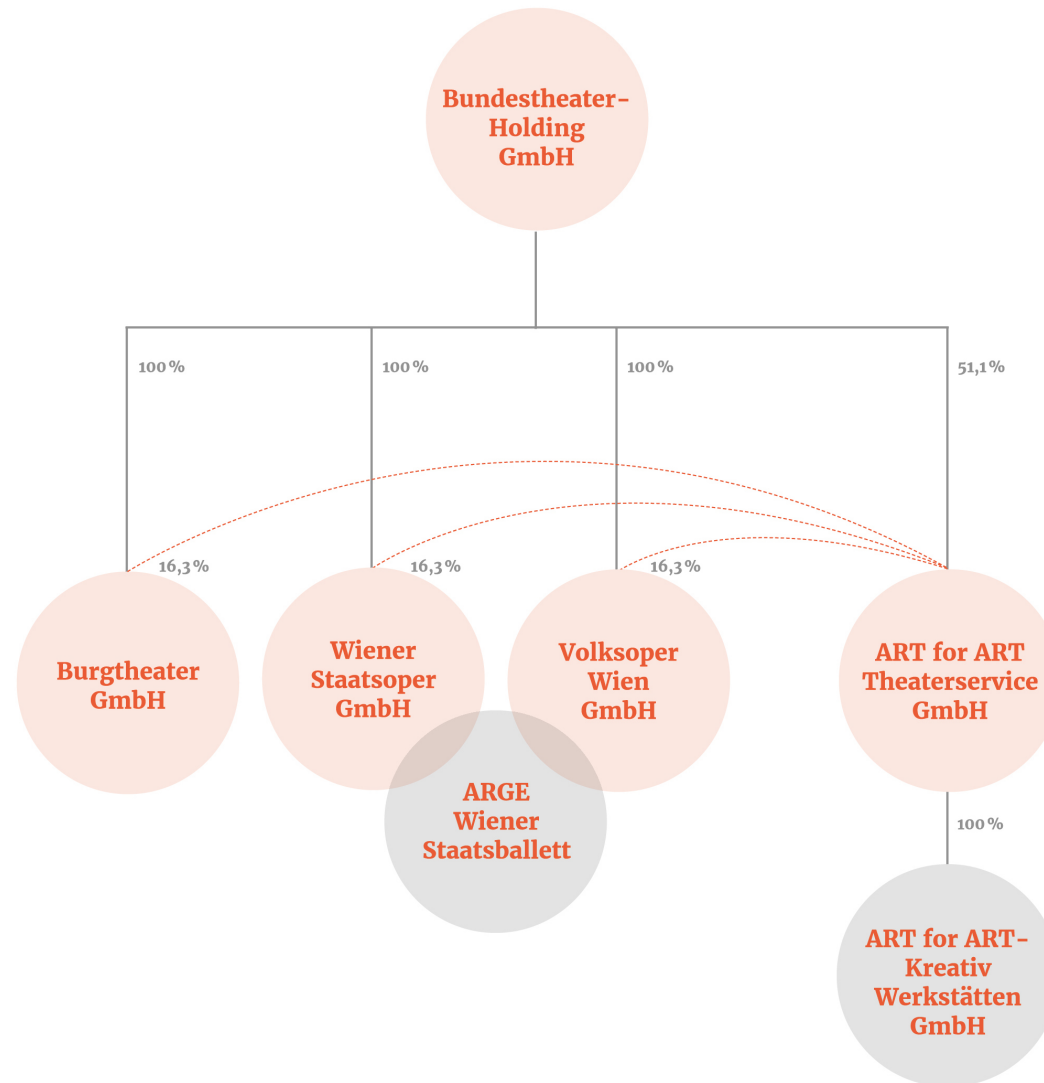 Bundestheater-
Holding
GmbH
100 %
100 %
100 %
51,1 %
16,3 %
16,3 %
16,3 %
Burgtheater
GmbH
Wiener
Staatsoper
GmbH
Volksoper
Wien
GmbH
ART for ART
Theaterservice
GmbH
ARGE
Wiener
Staatsballett
100 %
ART for ART-
Kreativ
Werkstätten
GmbH